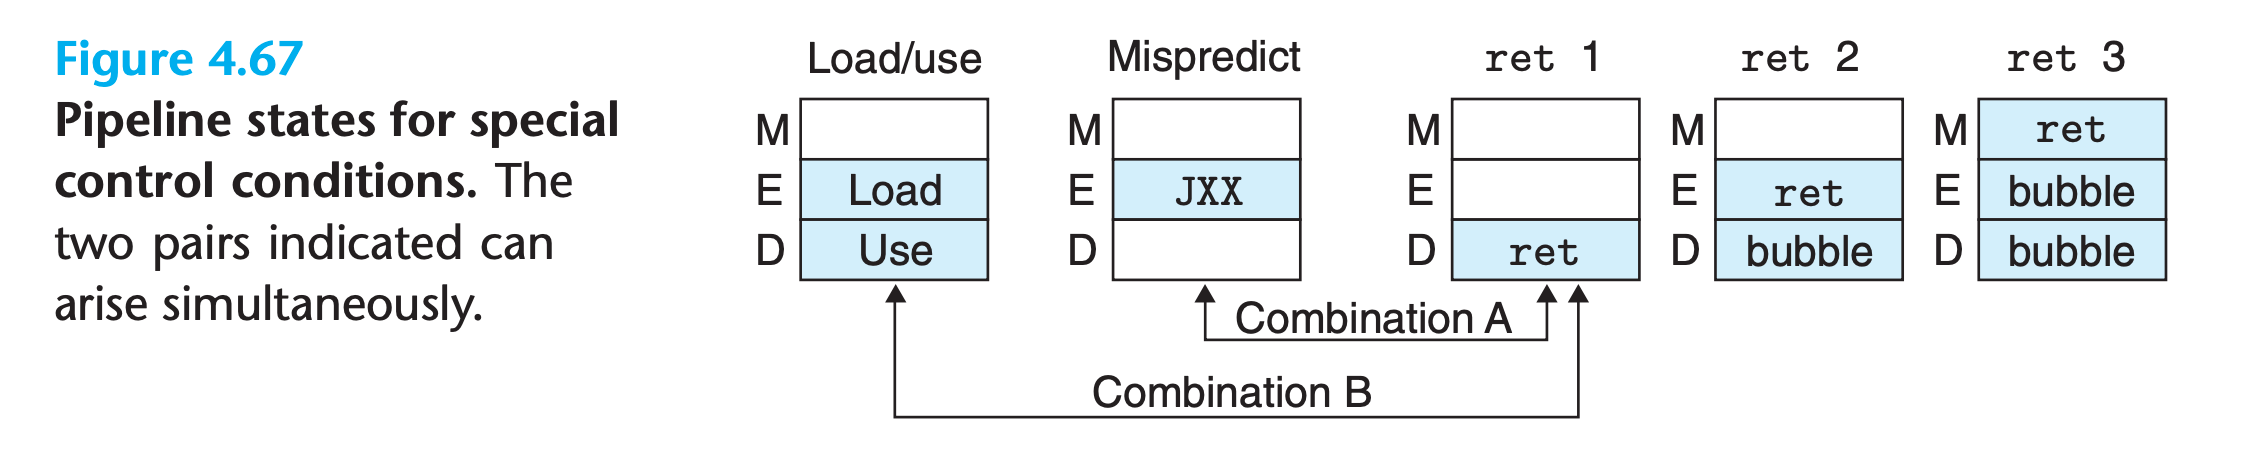 Figure 4.67
Pipeline states for special
control conditions. The
two pairs indicated can
arise simultaneously.
Load/use Mispredict ret 1 ret 2 ret 3
M M M M M ret
E Load E JXX E E ret E bubble
D Use D D ret D bubble D bubble
Combination A
Combination B